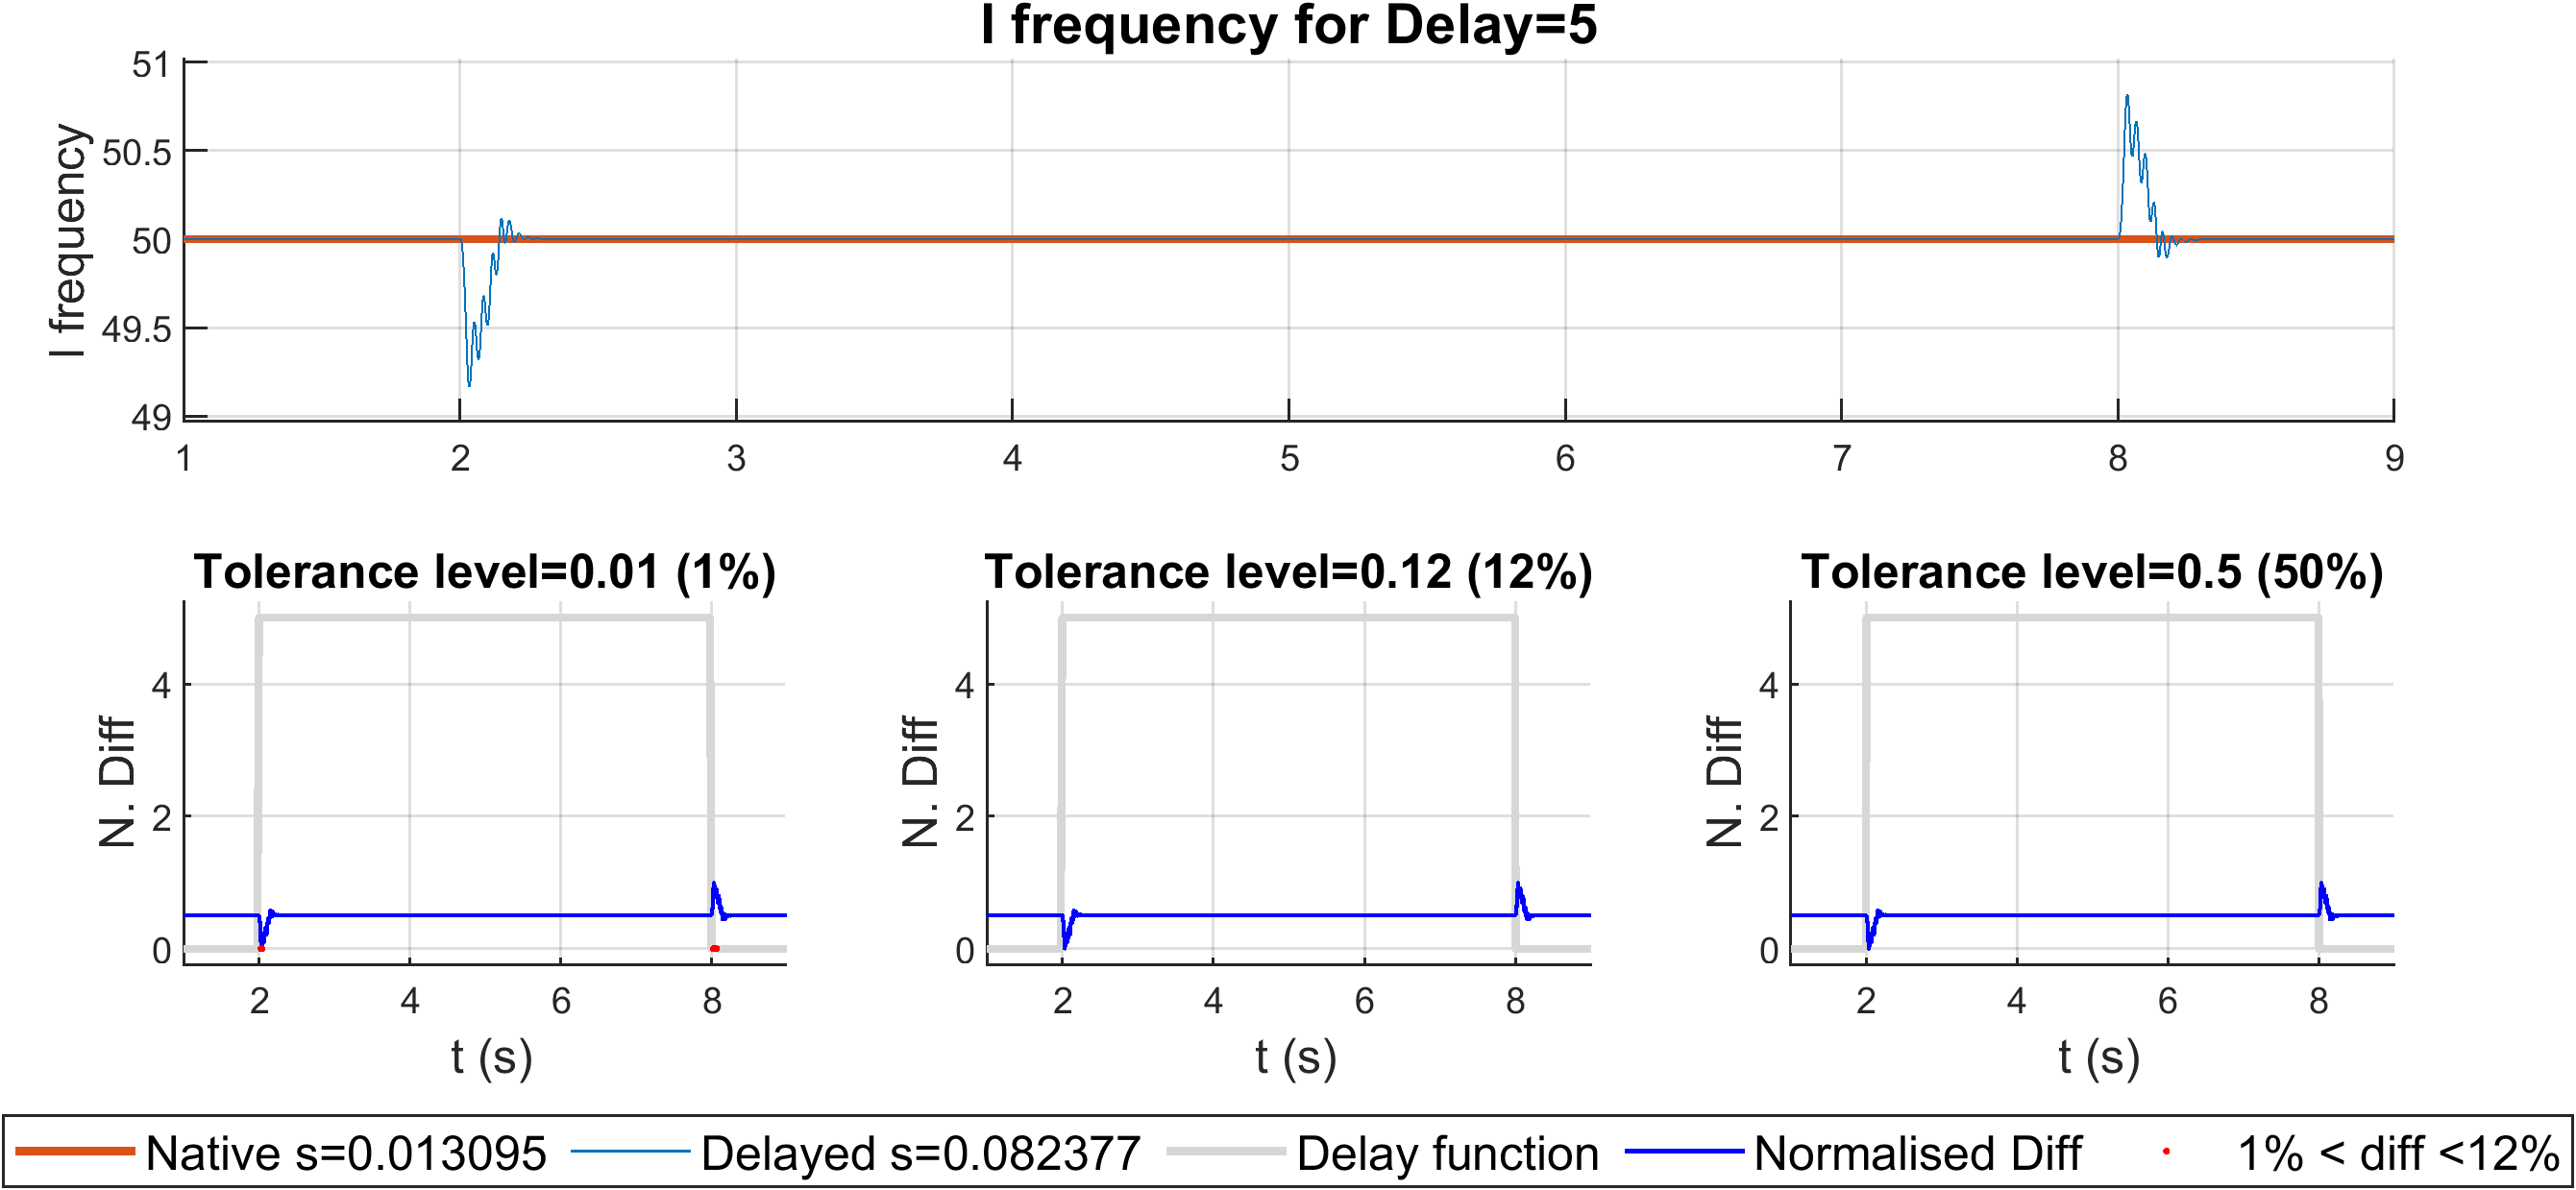 I frequency for Delay=5
I frequency
51
50.5
50
49.5
49
1 2 3 4 5 6 7 8 9
Tolerance level=0.01 (1%)
N. Diff
4
2
0
2 4 6 8
t (s)
Tolerance level=0.12 (12%)
N. Diff
4
2
0
2 4 6 8
t (s)
Tolerance level=0.5 (50%)
N. Diff
4
2
0
2 4 6 8
t (s)
Native s=0.013095 Delayed s=0.082377 Delay function Normalised Diff 1% < diff <12%